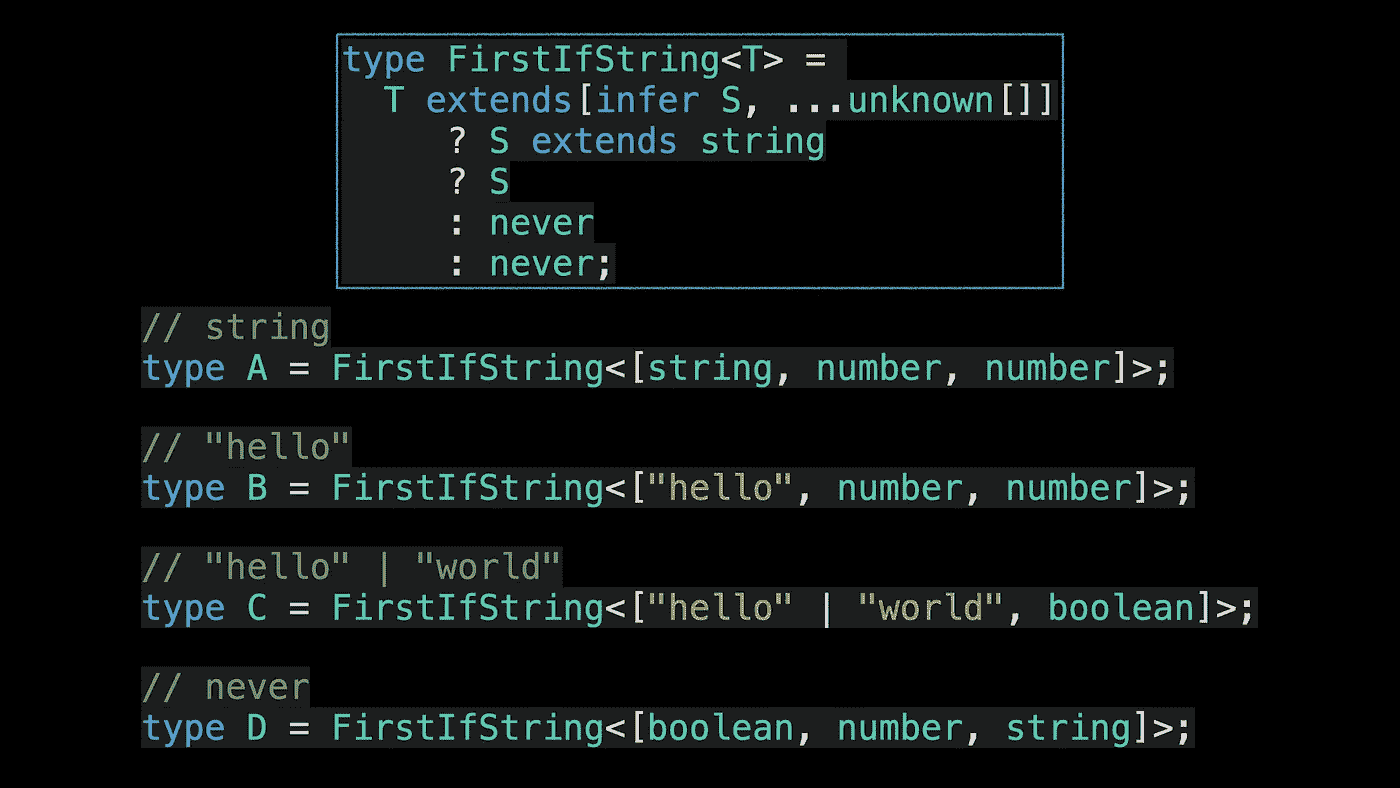 type FirstIfString<T> =
  T extends[infer S, ...unknown[]]
     ? S extends string
     ? S
     : never
     : never;
// string
type A = FirstIfString<[string, number, number]>;
// "hello"
type B = FirstIfString<["hello", number, number]>;
// "hello" | "world"
type C = FirstIfString<["hello" | "world", boolean]>;
// never
type D = FirstIfString<[boolean, number, string]>;